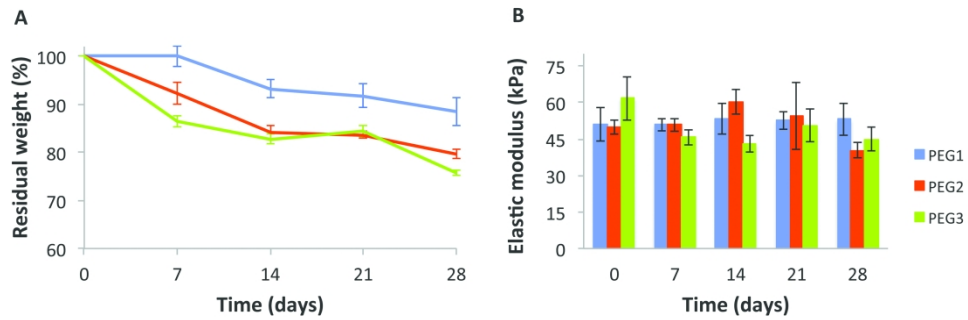 A
Residual weight (%)
100
90
80
70
60
0 7 14 21 28
Time (days)
B
Elastic modulus (kPa)
75
60
45
30
15
0
0 7 14 21 28
Time (days)
PEG1
PEG2
PEG3